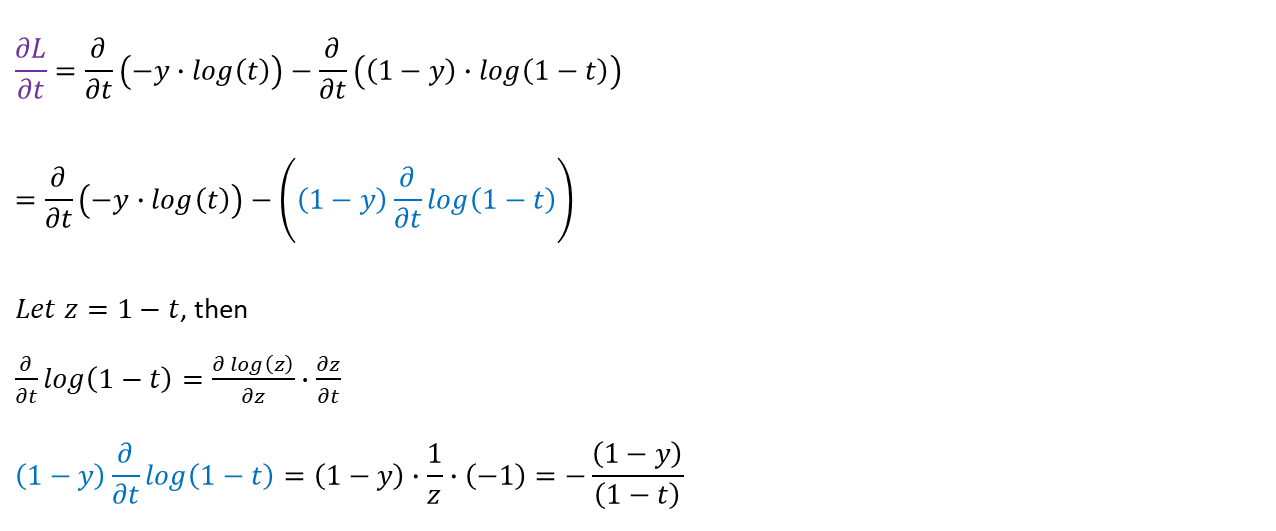 ∂L/∂t = ∂/∂t (−y · log(t)) − ∂/∂t ((1 − y) · log(1 − t))
= ∂/∂t (−y · log(t)) − ((1 − y) ∂/∂t log(1 − t))
Let z = 1 − t, then
∂/∂t log(1 − t) = ∂ log(z)/∂z · ∂z/∂t
(1 − y) ∂/∂t log(1 − t) = (1 − y) · 1/z · (−1) = − (1 − y)/(1 − t)